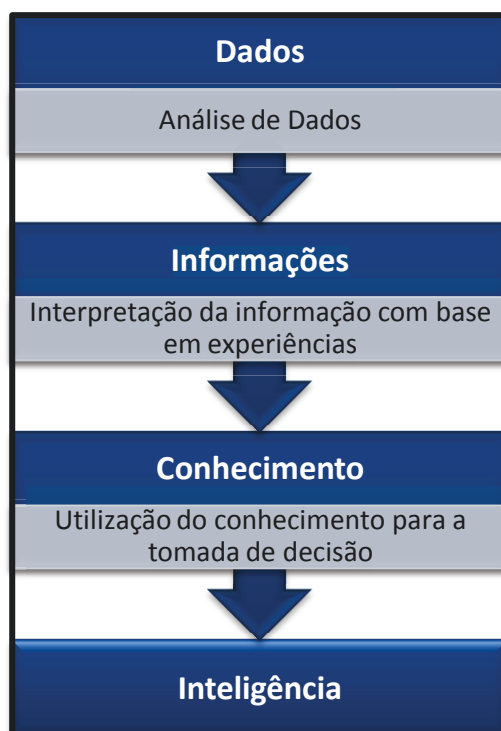 Dados
Análise de Dados
Informações
Interpretação da informação com base
em experiências
Conhecimento
Utilização do conhecimento para a
tomada de decisão
Inteligência